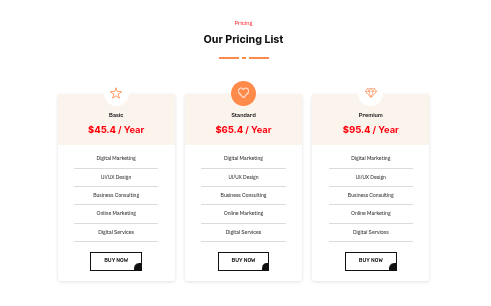 Pricing
Our Pricing List
Basic
$45.4 / Year
Digital Marketing
UI/UX Design
Business Consulting
Online Marketing
Digital Services
BUY NOW
Standard
$65.4 / Year
Digital Marketing
UI/UX Design
Business Consulting
Online Marketing
Digital Services
BUY NOW
Premium
$95.4 / Year
Digital Marketing
UI/UX Design
Business Consulting
Online Marketing
Digital Services
BUY NOW